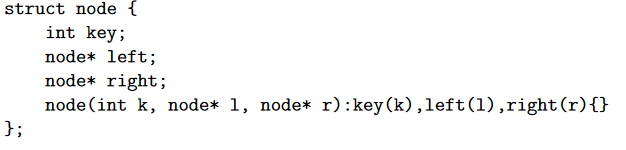 struct node {
    int key;
    node* left;
    node* right;
    node(int k, node* l, node* r):key(k),left(l),right(r){}
};